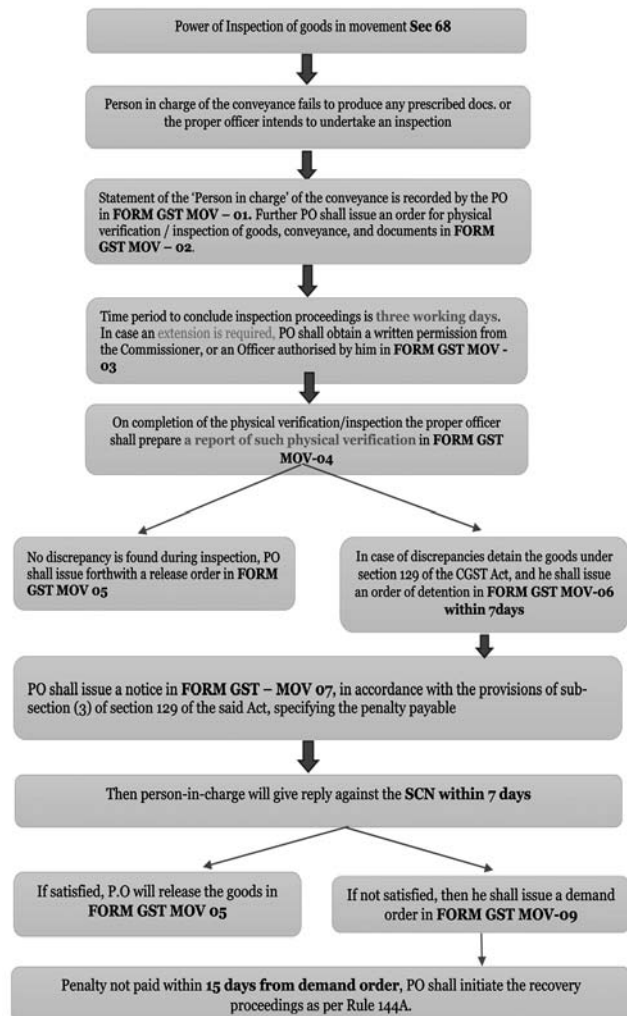 Power of Inspection of goods in movement Sec 68
Person in charge of the conveyance fails to produce any prescribed docs. or
the proper officer intends to undertake an inspection
Statement of the ‘Person in charge’ of the conveyance is recorded by the PO
in FORM GST MOV – 01. Further PO shall issue an order for physical
verification / inspection of goods, conveyance, and documents in FORM
GST MOV – 02.
Time period to conclude inspection proceedings is three working days.
In case an extension is required, PO shall obtain a written permission from
the Commissioner, or an Officer authorised by him in FORM GST MOV -
03
On completion of the physical verification/inspection the proper officer
shall prepare a report of such physical verification in FORM GST
MOV-04
No discrepancy is found during inspection, PO
shall issue forthwith a release order in FORM
GST MOV 05
In case of discrepancies detain the goods under
section 129 of the CGST Act, and he shall issue
an order of detention in FORM GST MOV-06
within 7days
PO shall issue a notice in FORM GST – MOV 07, in accordance with the provisions of sub-
section (3) of section 129 of the said Act, specifying the penalty payable
Then person-in-charge will give reply against the SCN within 7 days
If satisfied, P.O will release the goods in
FORM GST MOV 05
If not satisfied, then he shall issue a demand
order in FORM GST MOV-09
Penalty not paid within 15 days from demand order, PO shall initiate the recovery
proceedings as per Rule 144A.